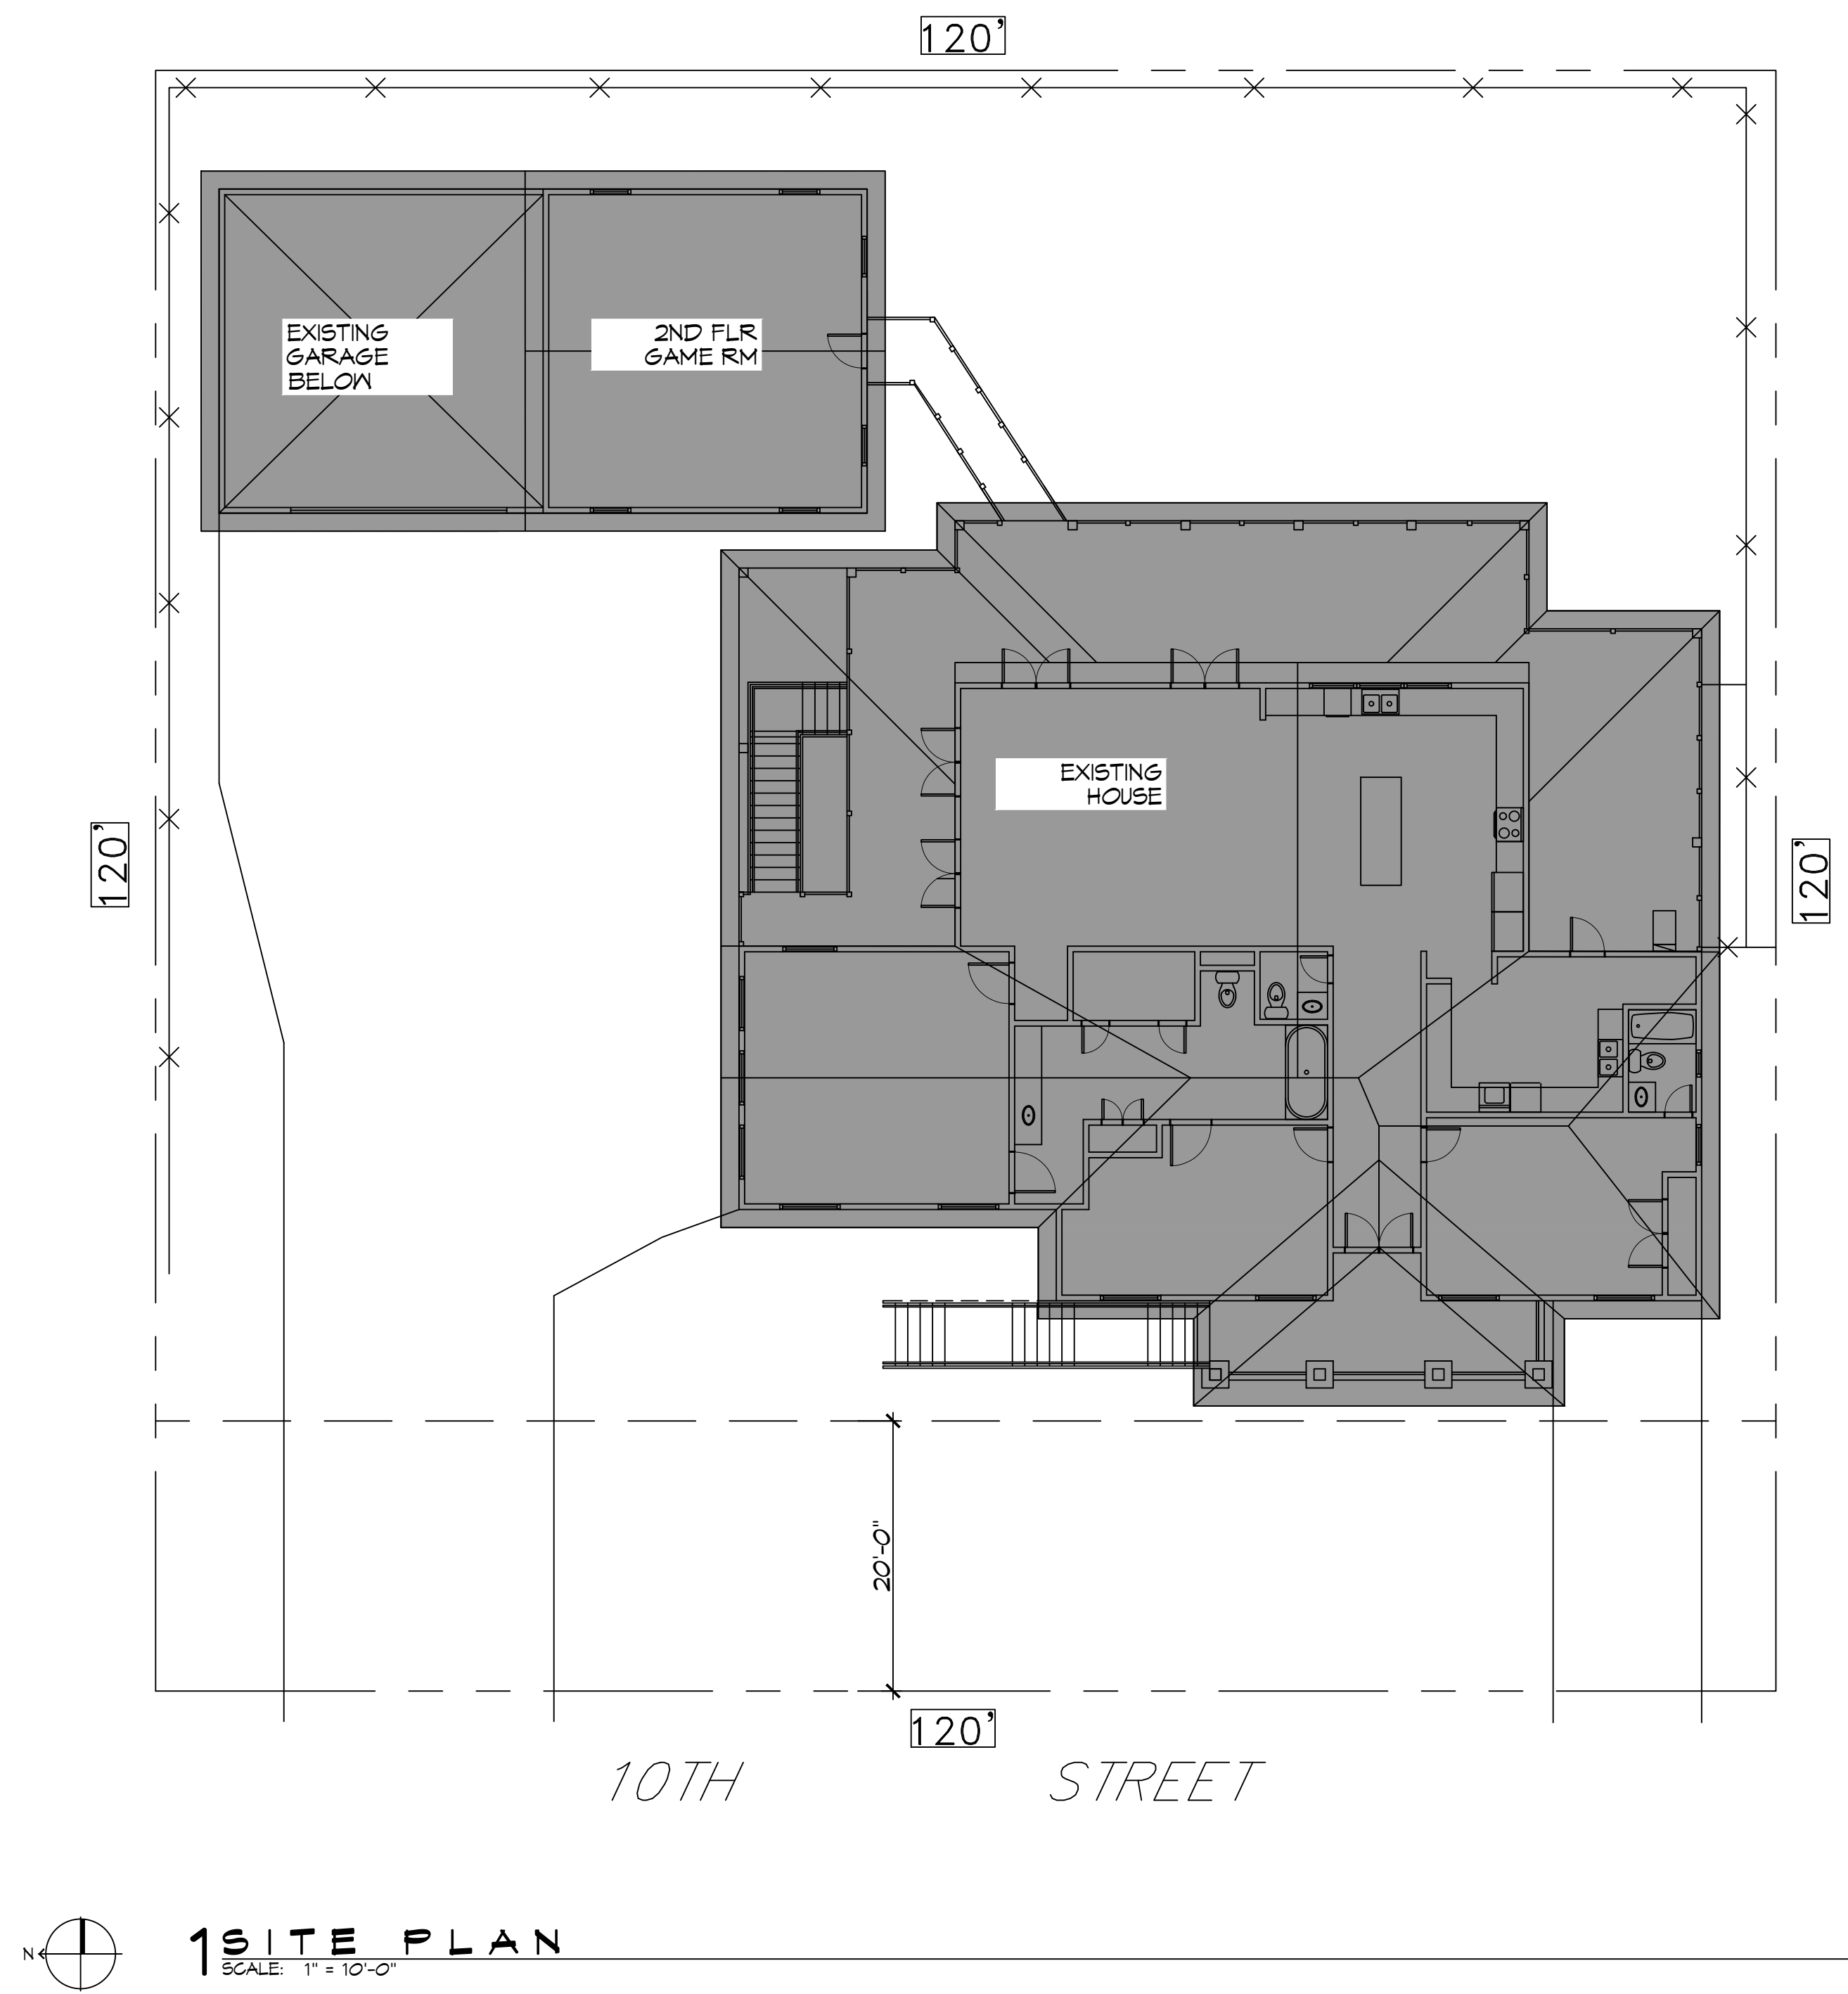 120'
EXISTING
GARAGE
BELOW
2ND FLR
GAME RM
EXISTING
HOUSE
120'
120'
20'-0"
120'
10TH STREET
N
1 SITE PLAN
SCALE: 1" = 10'-0"